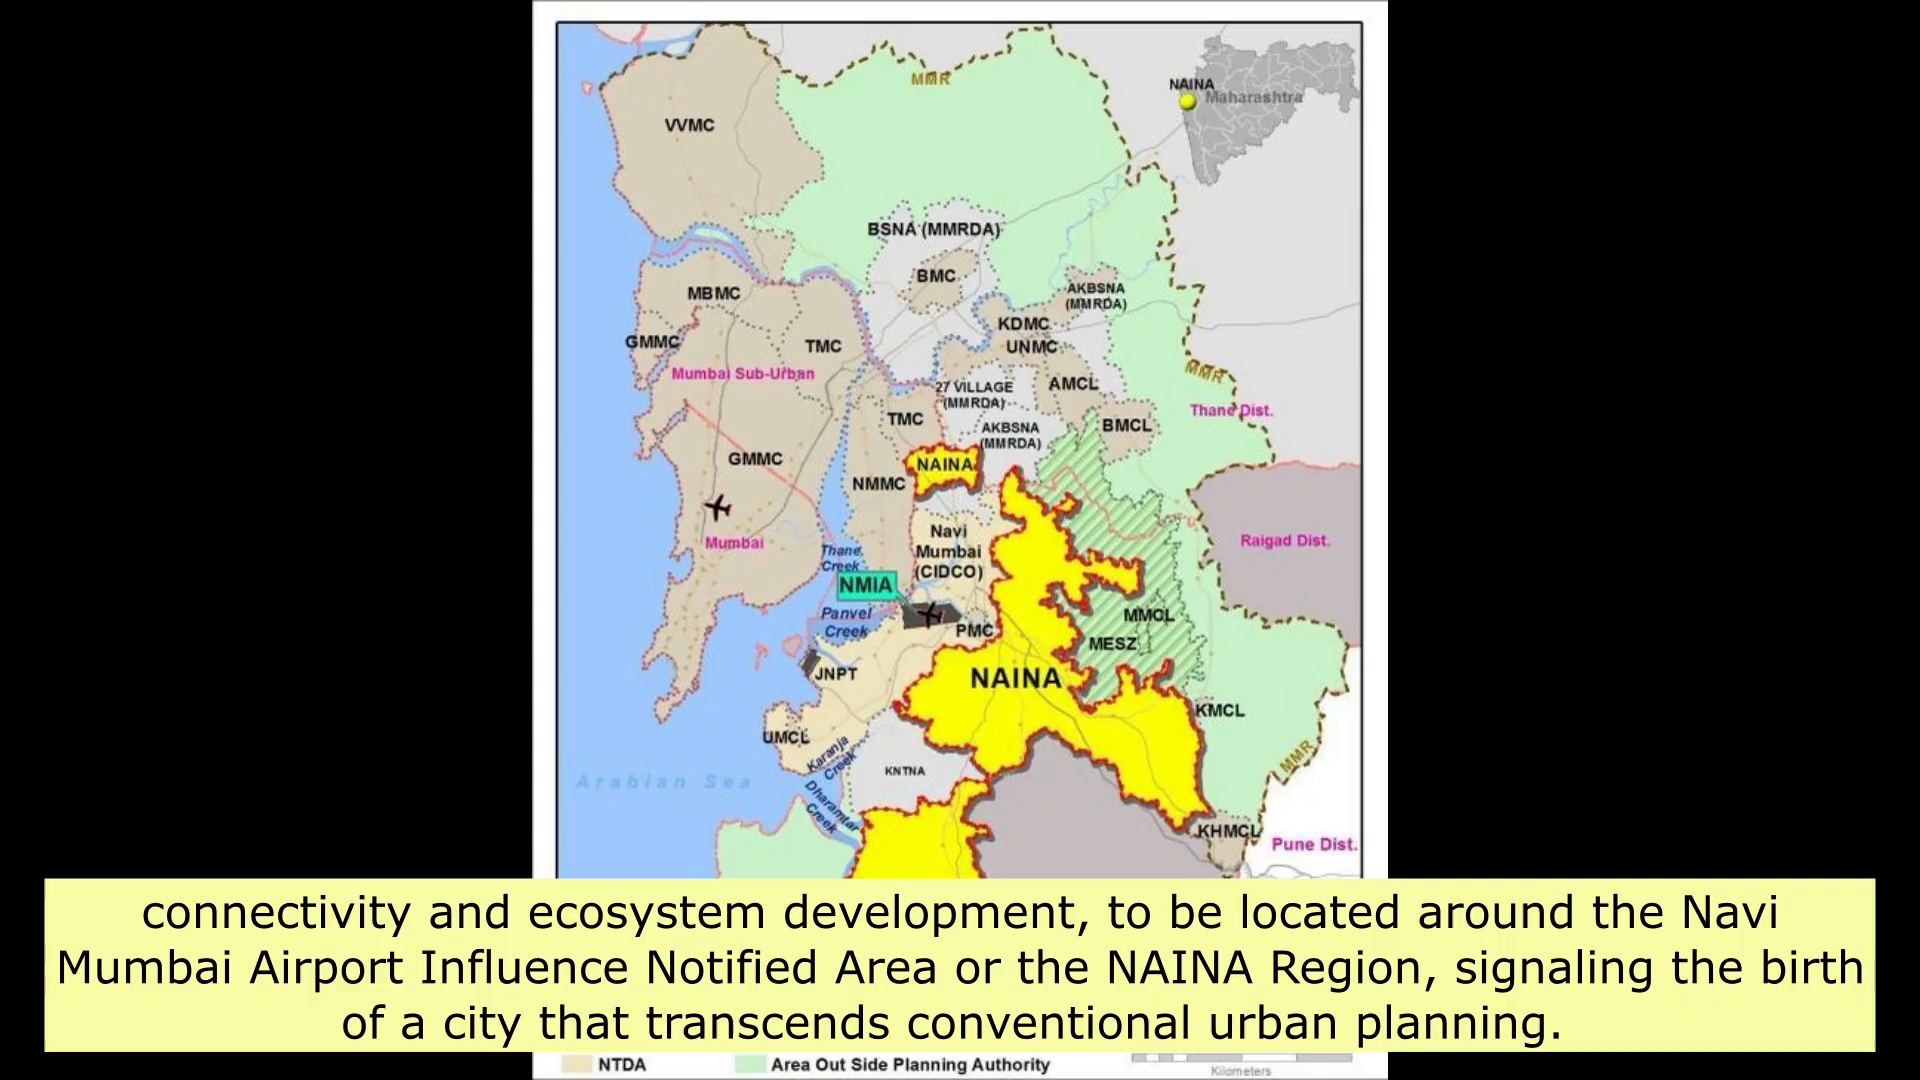 MMR
NAINA
Maharashtra
VVMC
BSNA (MMRDA)
BMC
AKBSNA
(MMRDA)
MBMC
KDMC
GMMC
TMC
UNMC
MMR
Mumbai Sub-Urban
27 VILLAGE
(MMRDA)
AMCL
Thane Dist.
TMC
AKBSNA
(MMRDA)
BMCL
GMMC
NAINA
NMMC
Navi
Mumbai
(CIDCO)
Mumbai
Raigad Dist.
Thane
Creek
NMIA
Panvel
Creek
PMC
MMCL
MESZ
JNPT
NAINA
KMCL
UMCL
Karanja
Creek
MMR
KNTNA
Arabian Sea
Dharamtar
Creek
KHMCL
Pune Dist.
connectivity and ecosystem development, to be located around the Navi
Mumbai Airport Influence Notified Area or the NAINA Region, signaling the birth
of a city that transcends conventional urban planning.
NTDA
Area Out Side Planning Authority
Kilometers